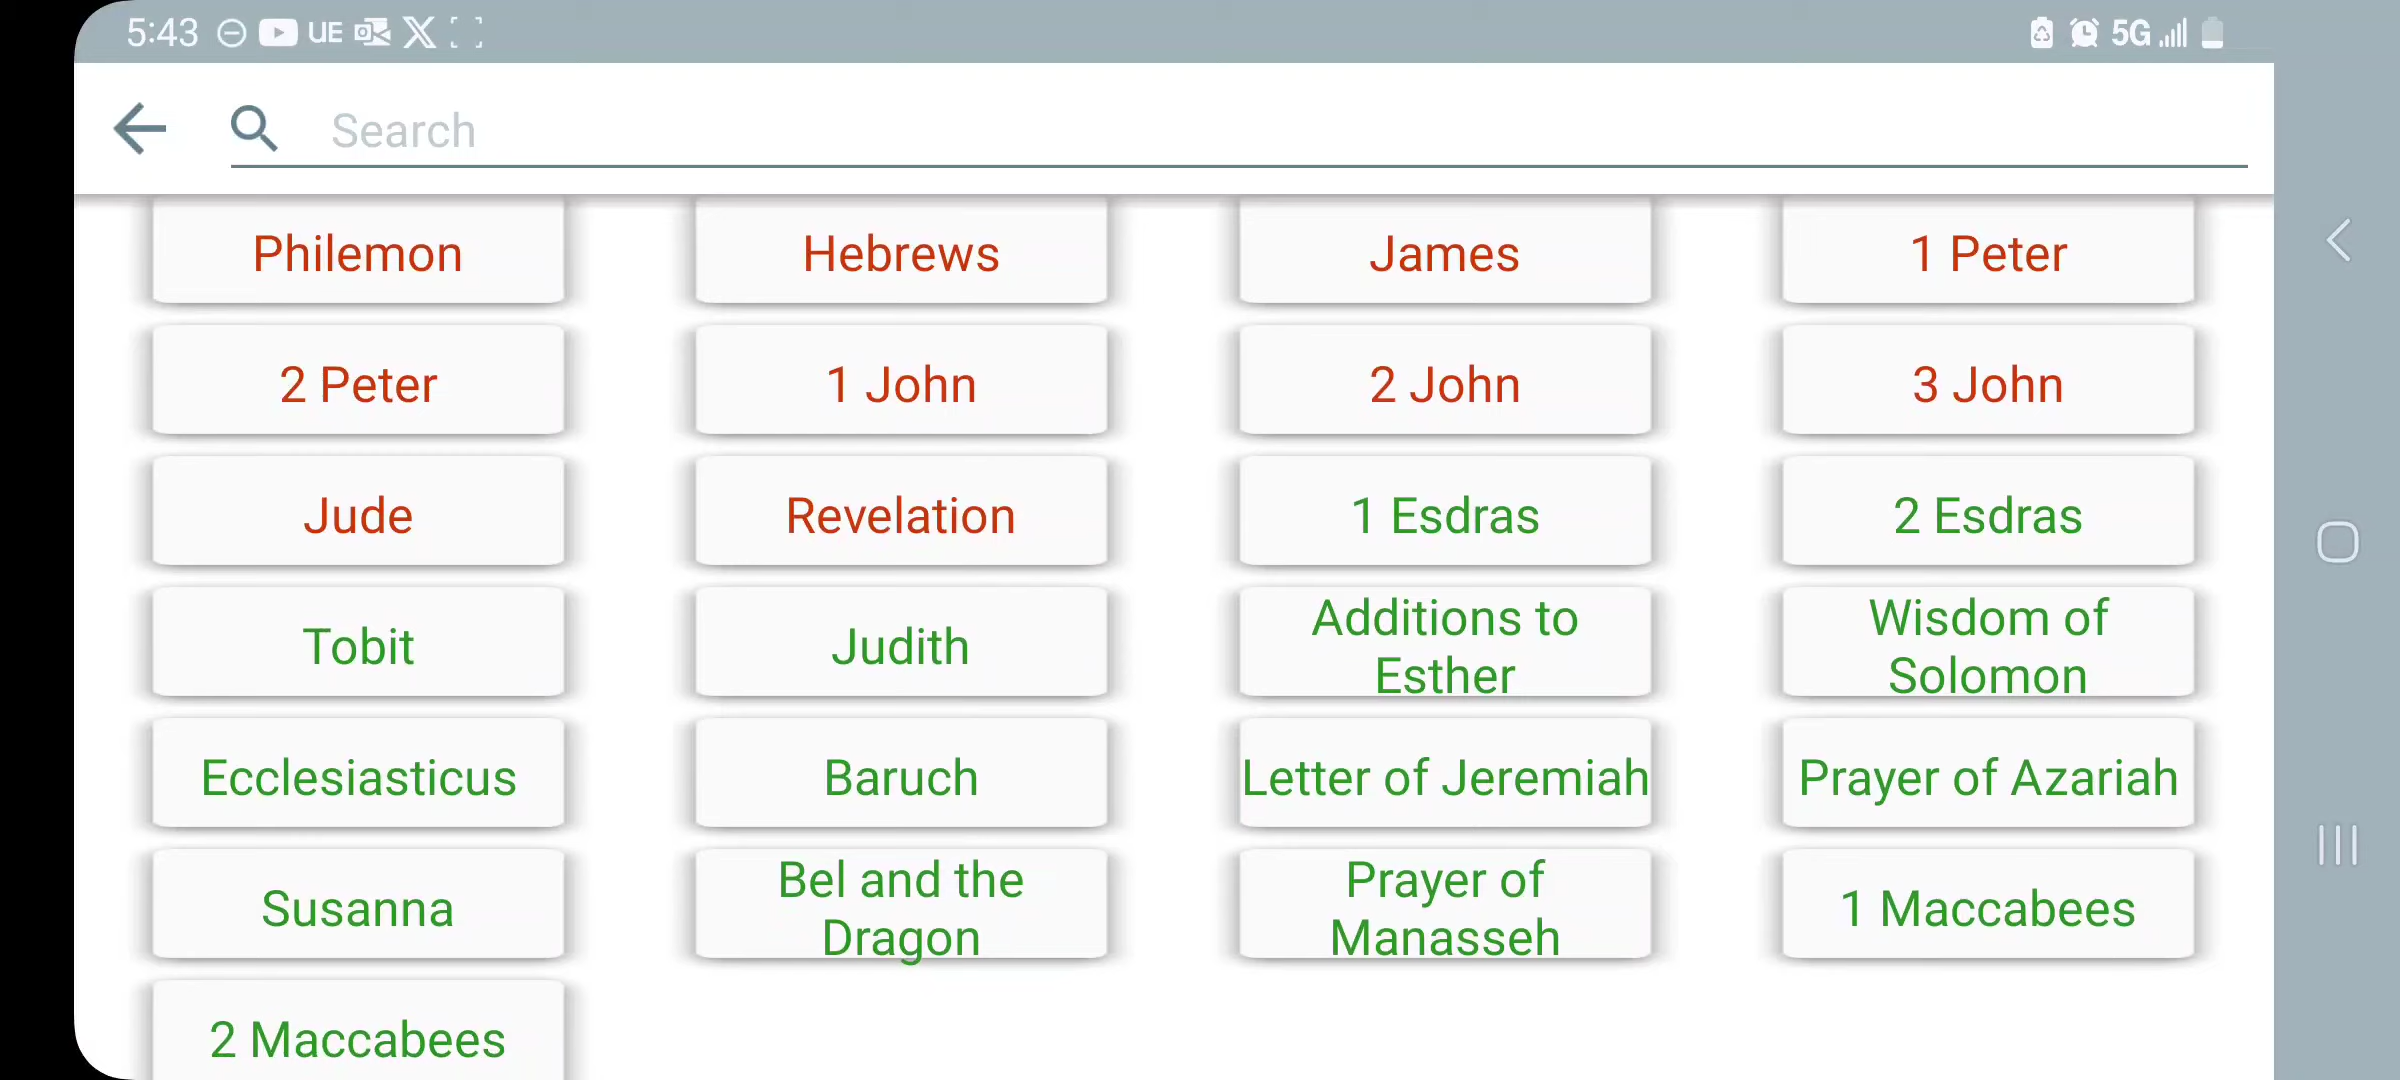 5:43 UE 5G
Search
Philemon Hebrews James 1 Peter
2 Peter 1 John 2 John 3 John
Jude Revelation 1 Esdras 2 Esdras
Tobit Judith Additions to Esther Wisdom of Solomon
Ecclesiasticus Baruch Letter of Jeremiah Prayer of Azariah
Susanna Bel and the Dragon Prayer of Manasseh 1 Maccabees
2 Maccabees